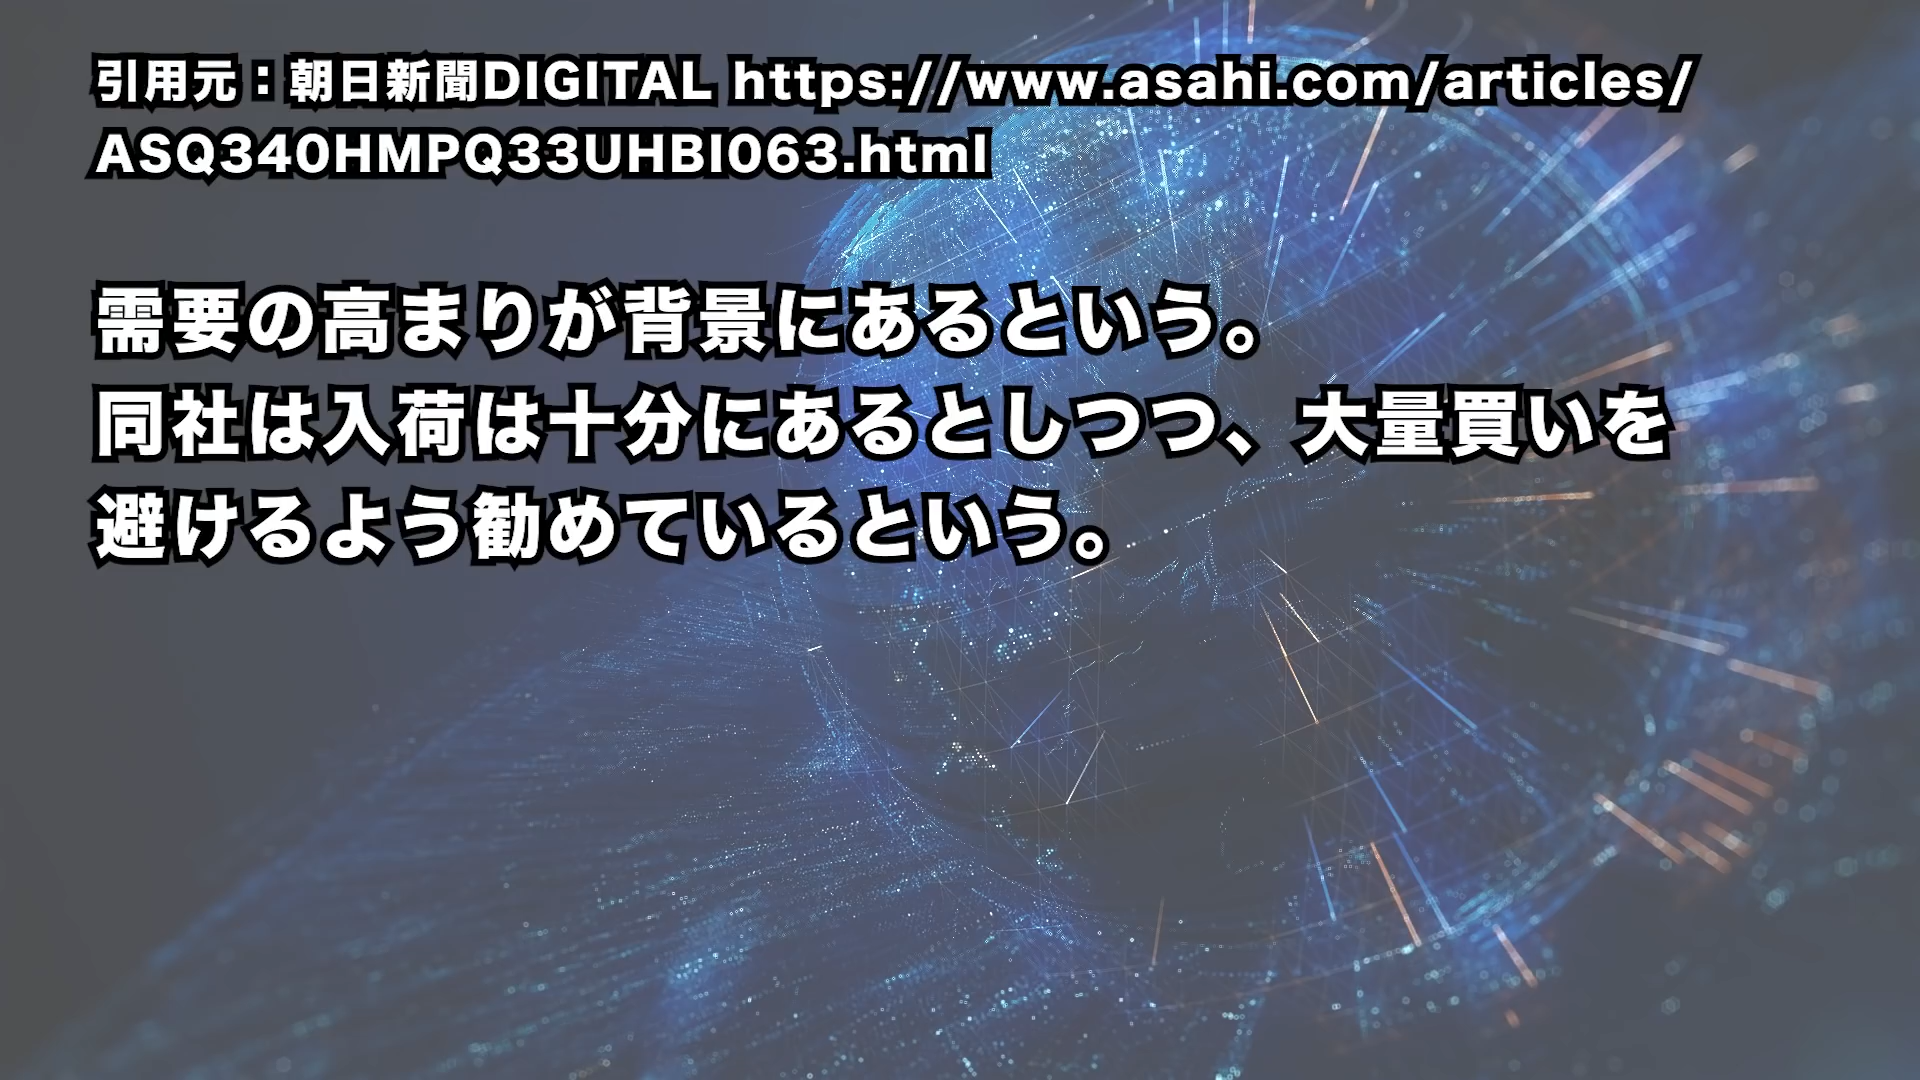 引用元：朝日新聞DIGITAL https://www.asahi.com/articles/
ASQ340HMPQ33UHBI063.html
需要の高まりが背景にあるという。
同社は入荷は十分にあるとしつつ、大量買いを
避けるよう勧めているという。